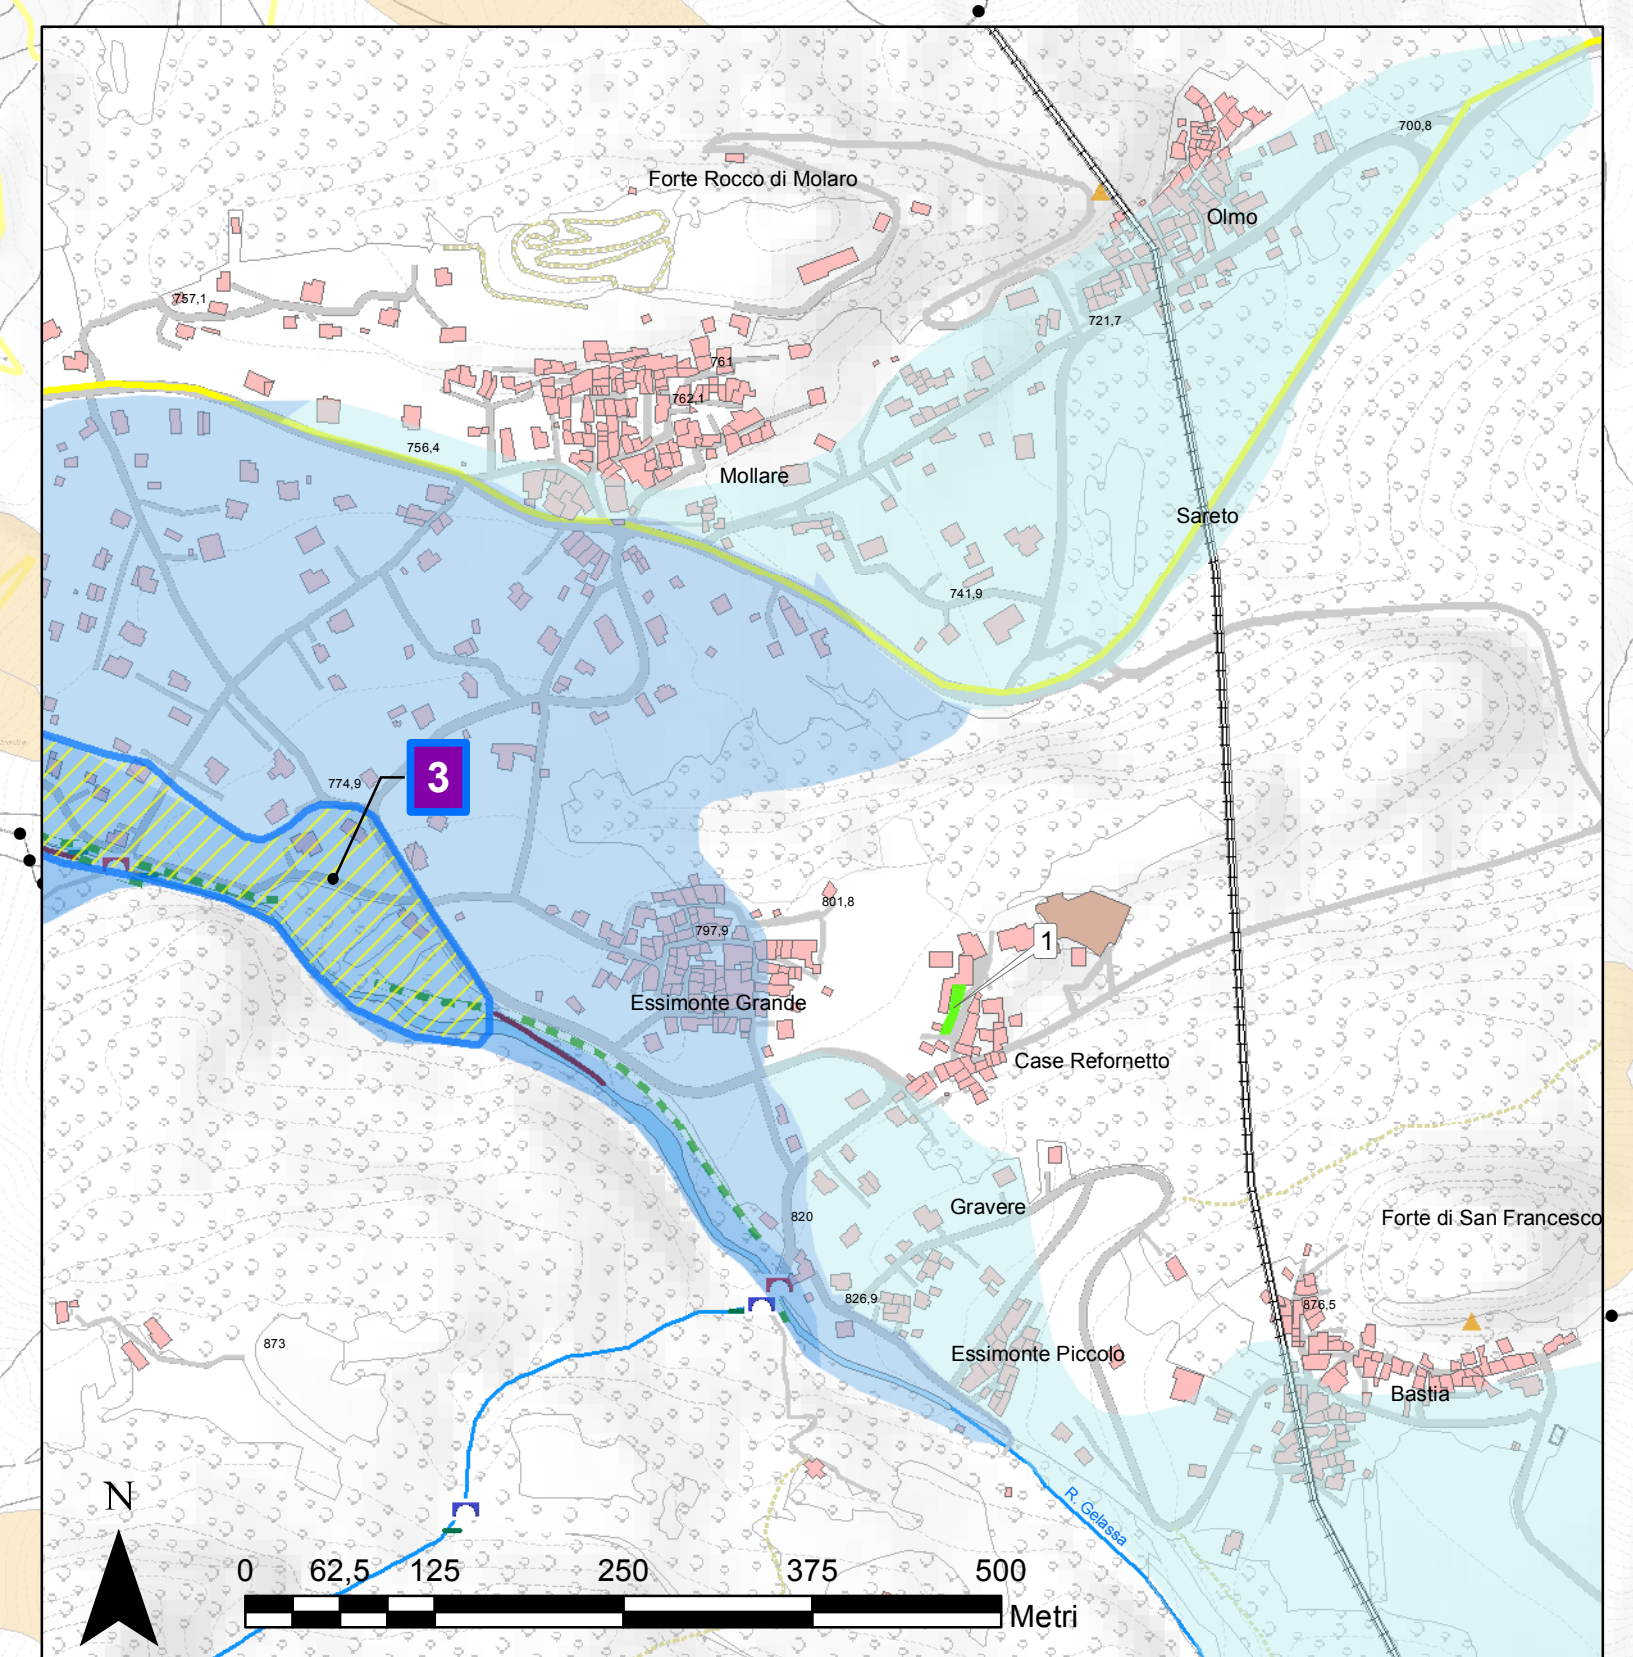 700,8
Forte Rocco di Molaro
Olmo
757,1
721,7
761
762,1
756,4
Mollare
Sareto
741,9
3
774,9
801,8
797,9
1
Essimonte Grande
Case Refornetto
Gravere
820
Forte di San Francesco
826,9
876,5
873
Essimonte Piccolo
Bastia
N
R. Gelassa
0 62,5 125 250 375 500
Metri